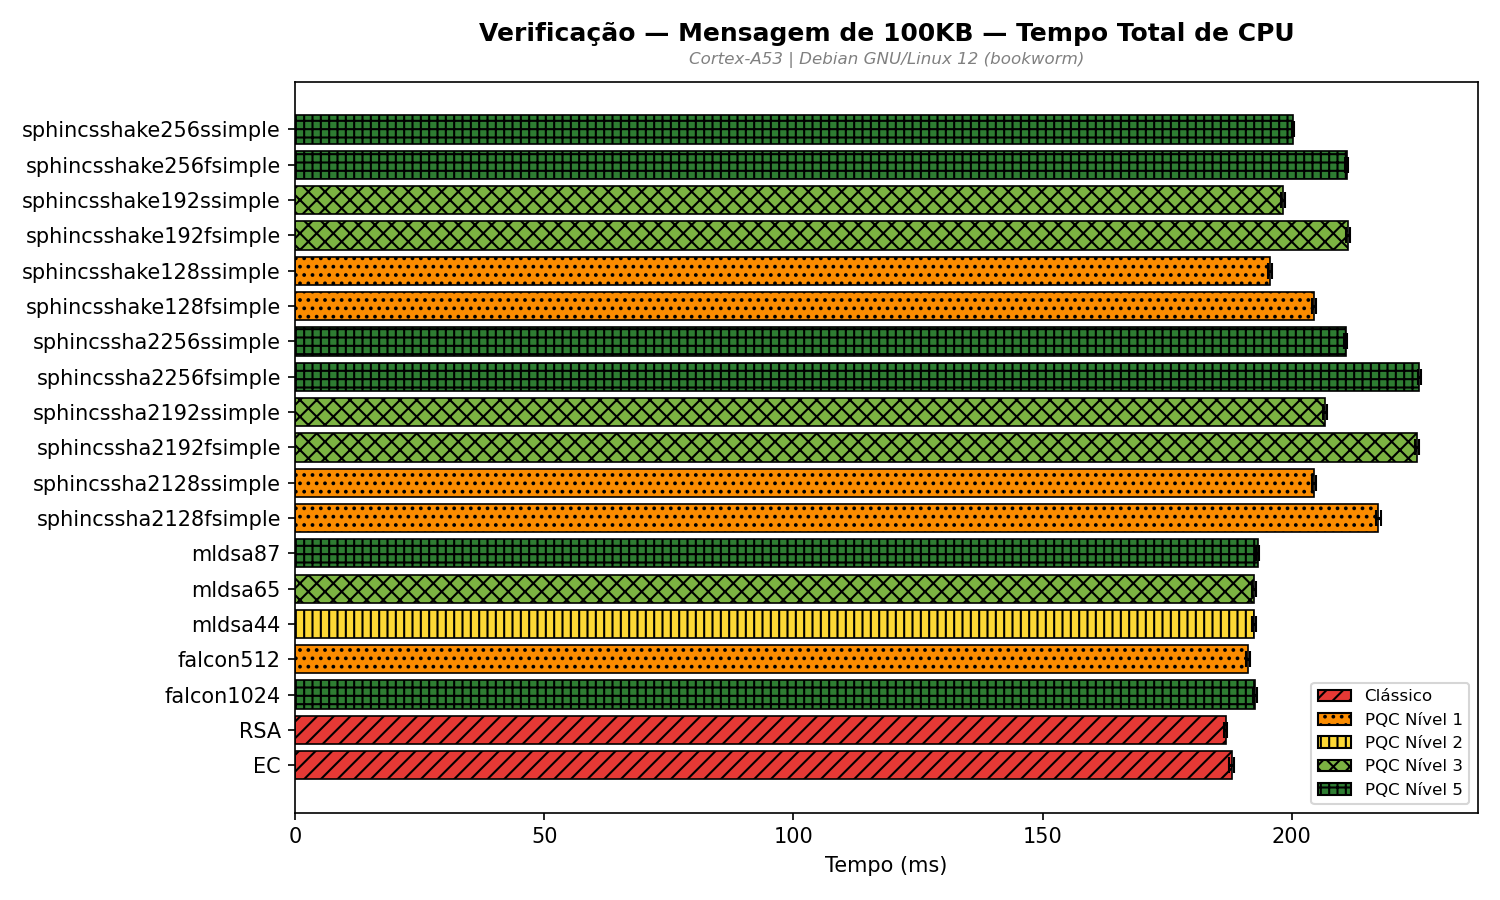 Verificação — Mensagem de 100KB — Tempo Total de CPU
Cortex-A53 | Debian GNU/Linux 12 (bookworm)
sphincsshake256ssimple
sphincsshake256fsimple
sphincsshake192ssimple
sphincsshake192fsimple
sphincsshake128ssimple
sphincsshake128fsimple
sphincssha2256ssimple
sphincssha2256fsimple
sphincssha2192ssimple
sphincssha2192fsimple
sphincssha2128ssimple
sphincssha2128fsimple
mldsa87
mldsa65
mldsa44
falcon512
falcon1024
RSA
EC
Clássico
PQC Nível 1
PQC Nível 2
PQC Nível 3
PQC Nível 5
0 50 100 150 200
Tempo (ms)